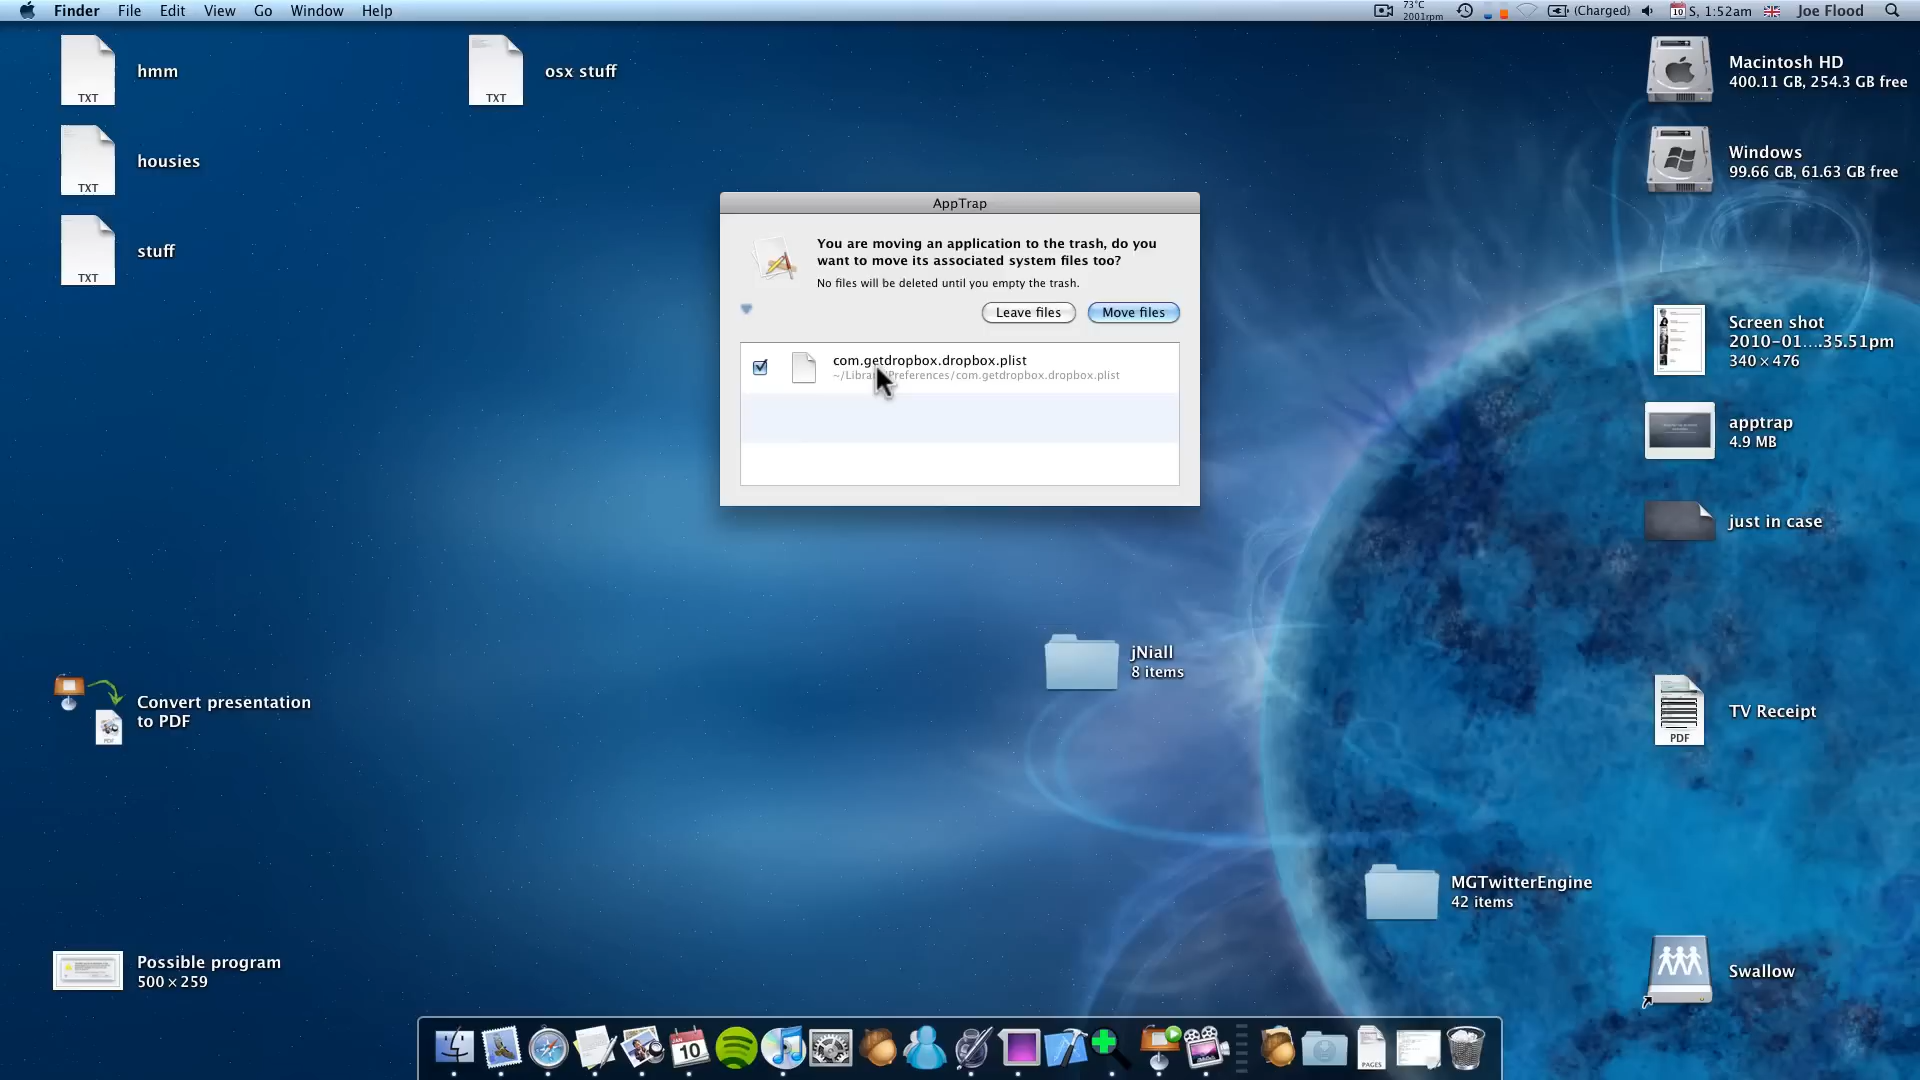 Finder File Edit View Go Window Help
73°C
2001rpm
(Charged)
10
S, 1:52am
Joe Flood
TXT
hmm
TXT
osx stuff
TXT
housies
TXT
stuff
Macintosh HD
400.11 GB, 254.3 GB free
Windows
99.66 GB, 61.63 GB free
AppTrap
You are moving an application to the trash, do you
want to move its associated system files too?
No files will be deleted until you empty the trash.
Leave files
Move files
com.getdropbox.dropbox.plist
Preferences/com.getdropbox.dropbox.plist
Screen shot
2010-01....35.51pm
340 × 476
apptrap
4.9 MB
just in case
jNiall
8 items
Convert presentation
to PDF
PDF
TV Receipt
PDF
MGTwitterEngine
42 items
Possible program
500 × 259
Swallow
JAN
10
PAGES